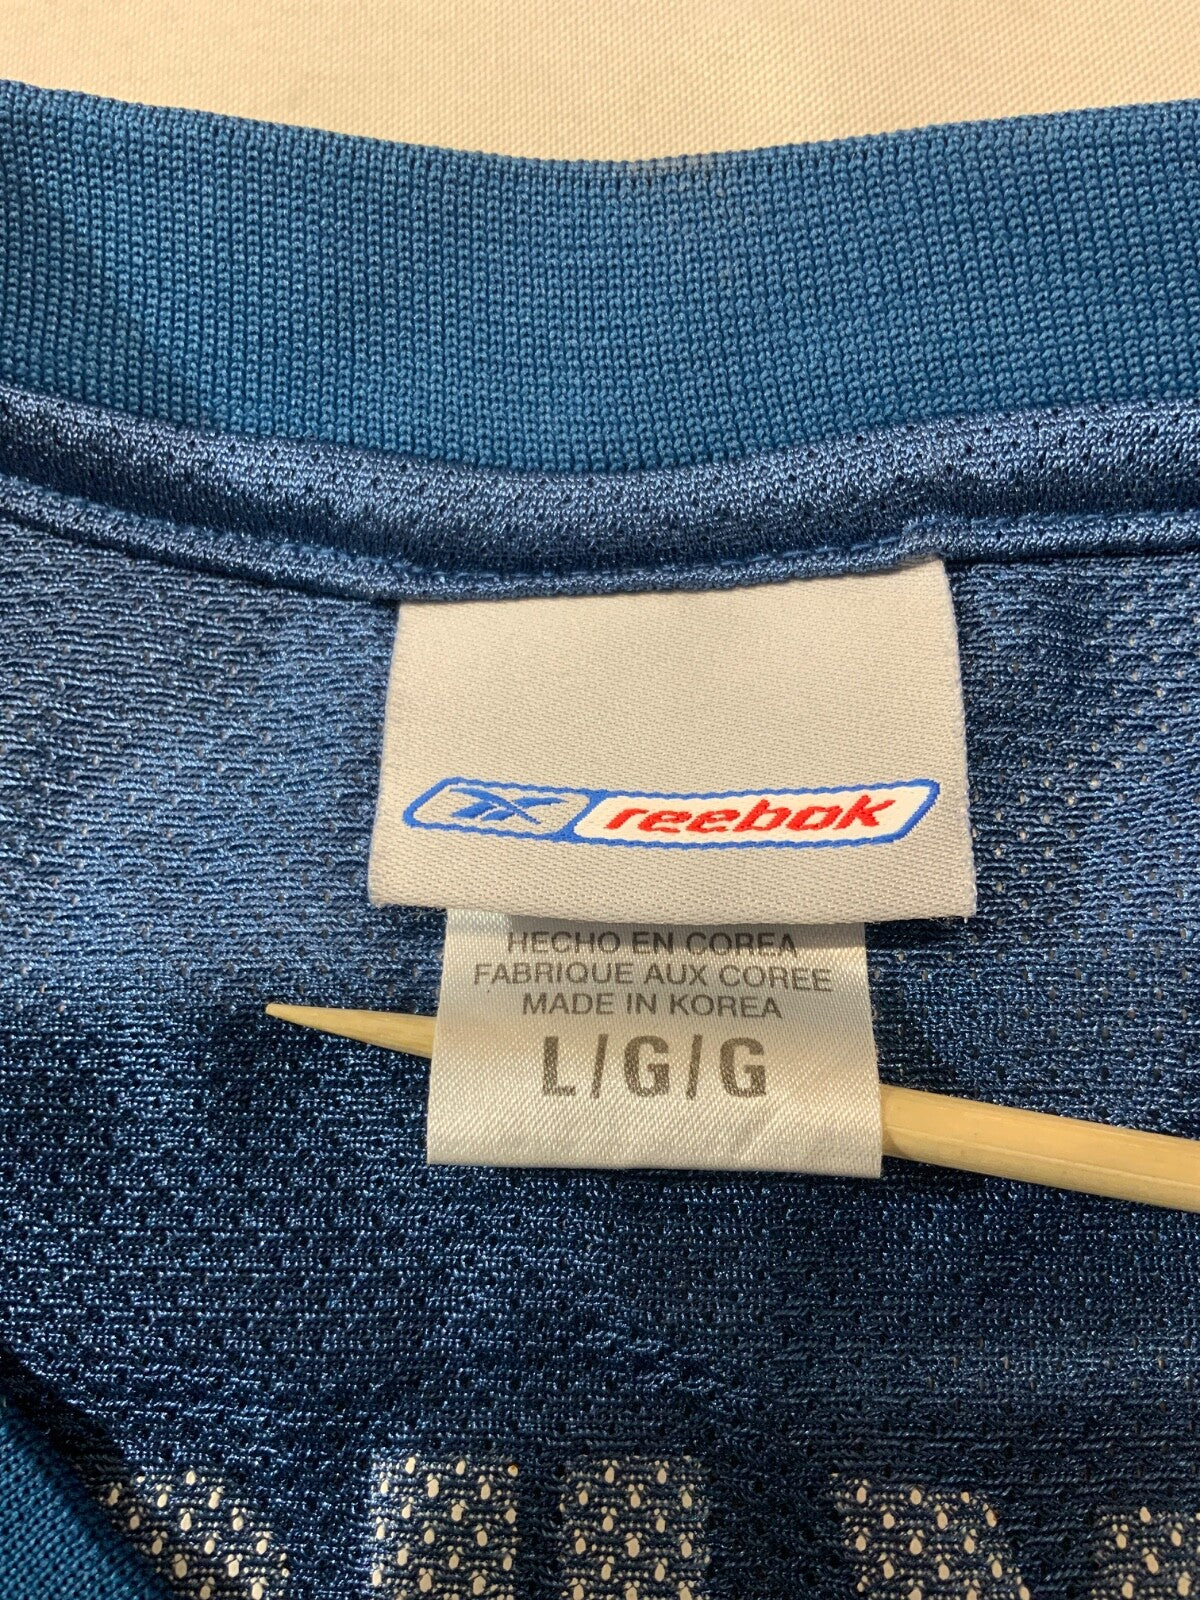 reebok
HECHO EN COREA
FABRIQUE AUX COREE
MADE IN KOREA
L/G/G